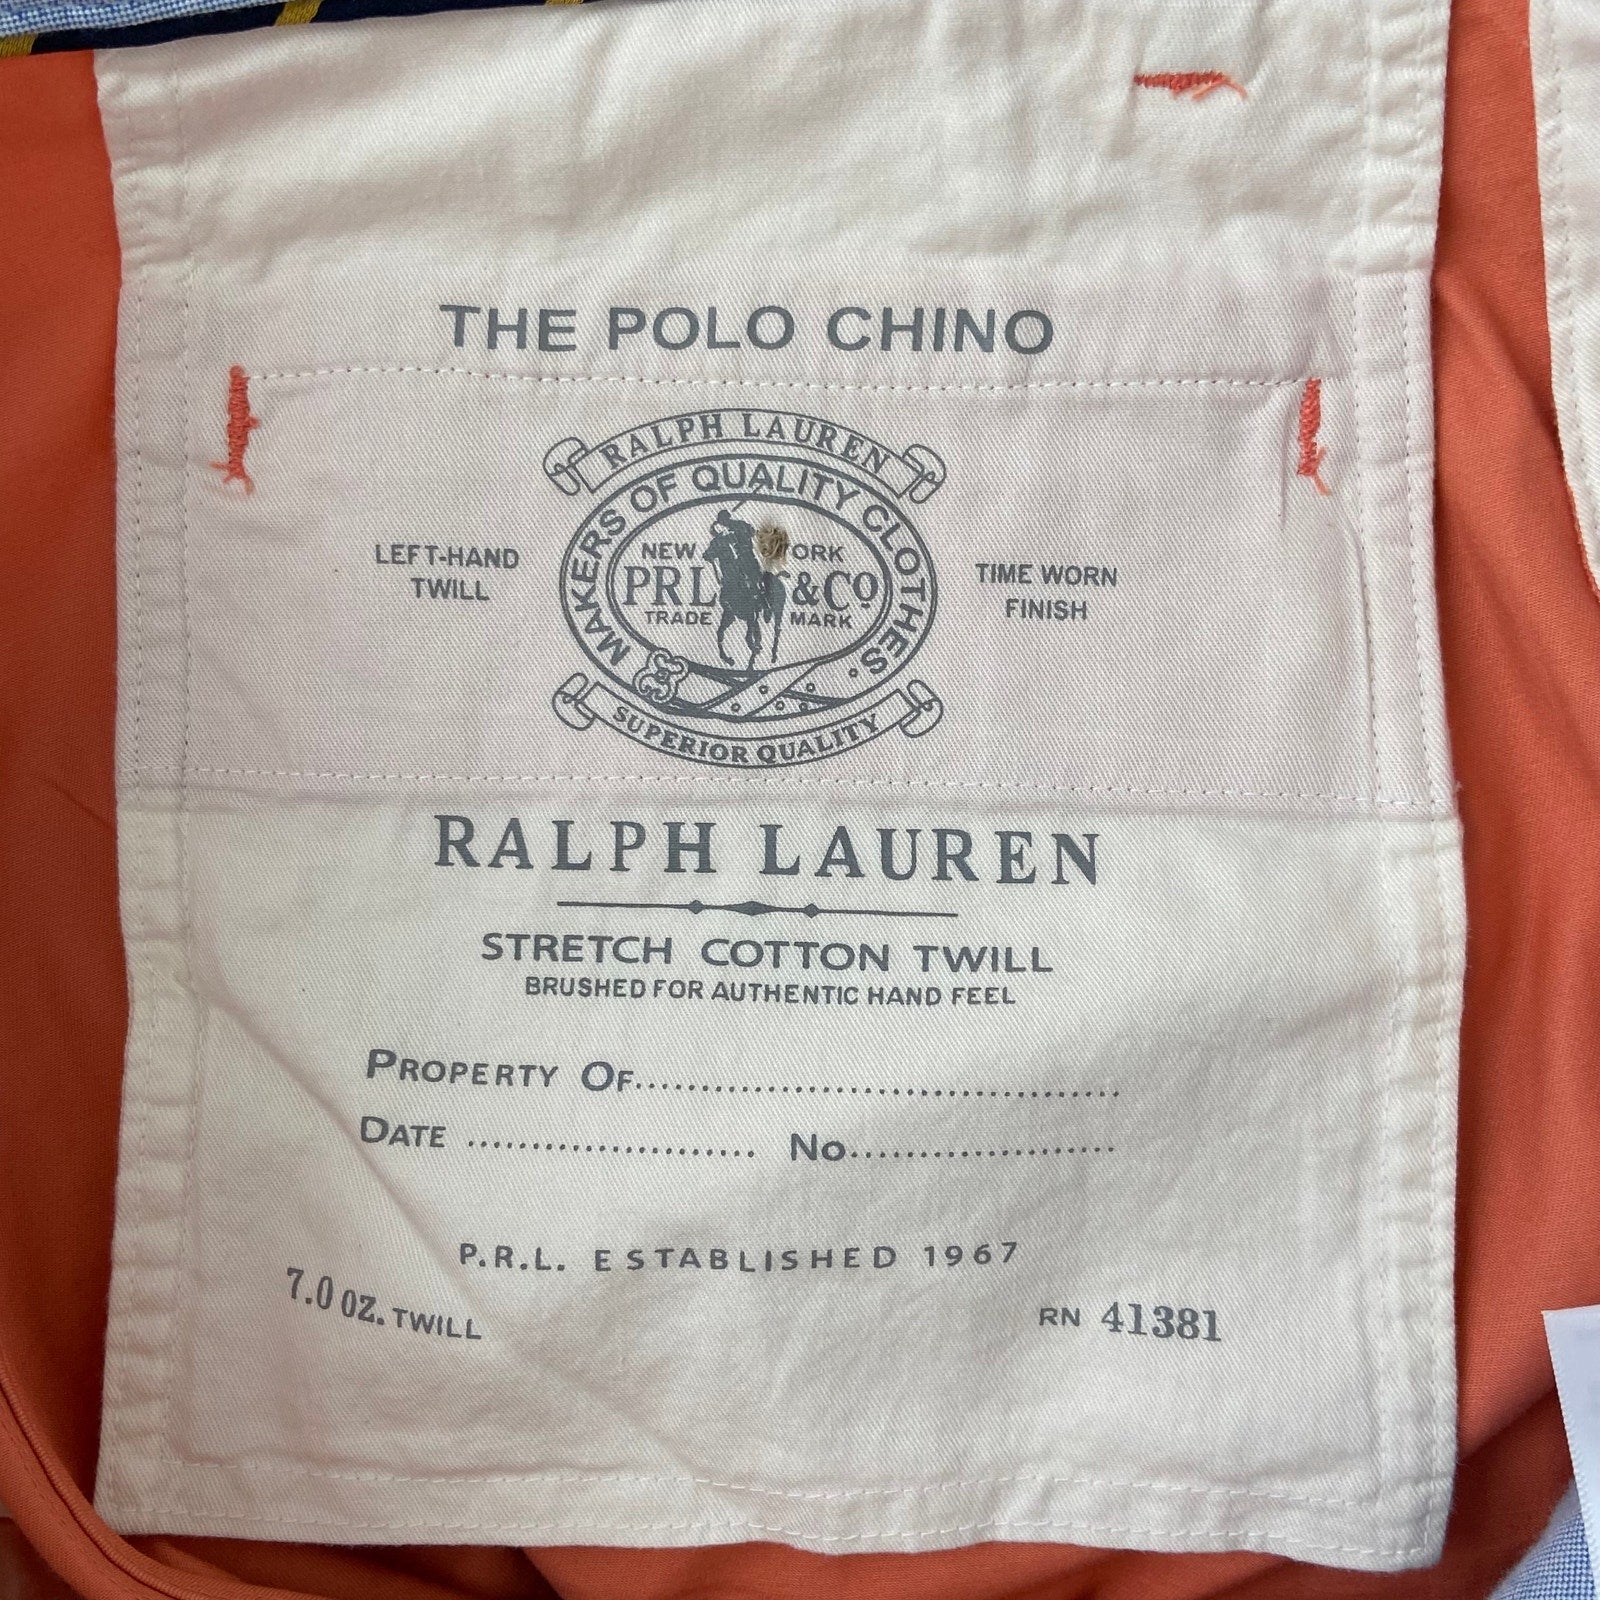 THE POLO CHINO
RALPH LAUREN
MAKERS OF QUALITY CLOTHES.
LEFT-HAND
TWILL
NEW YORK
PRL & Co
TRADE MARK
TIME WORN
FINISH
SUPERIOR QUALITY
RALPH LAUREN
STRETCH COTTON TWILL
BRUSHED FOR AUTHENTIC HAND FEEL
PROPERTY OF.....................................
DATE ...................... No.....................
P.R.L. ESTABLISHED 1967
7.0 OZ. TWILL
RN 41381